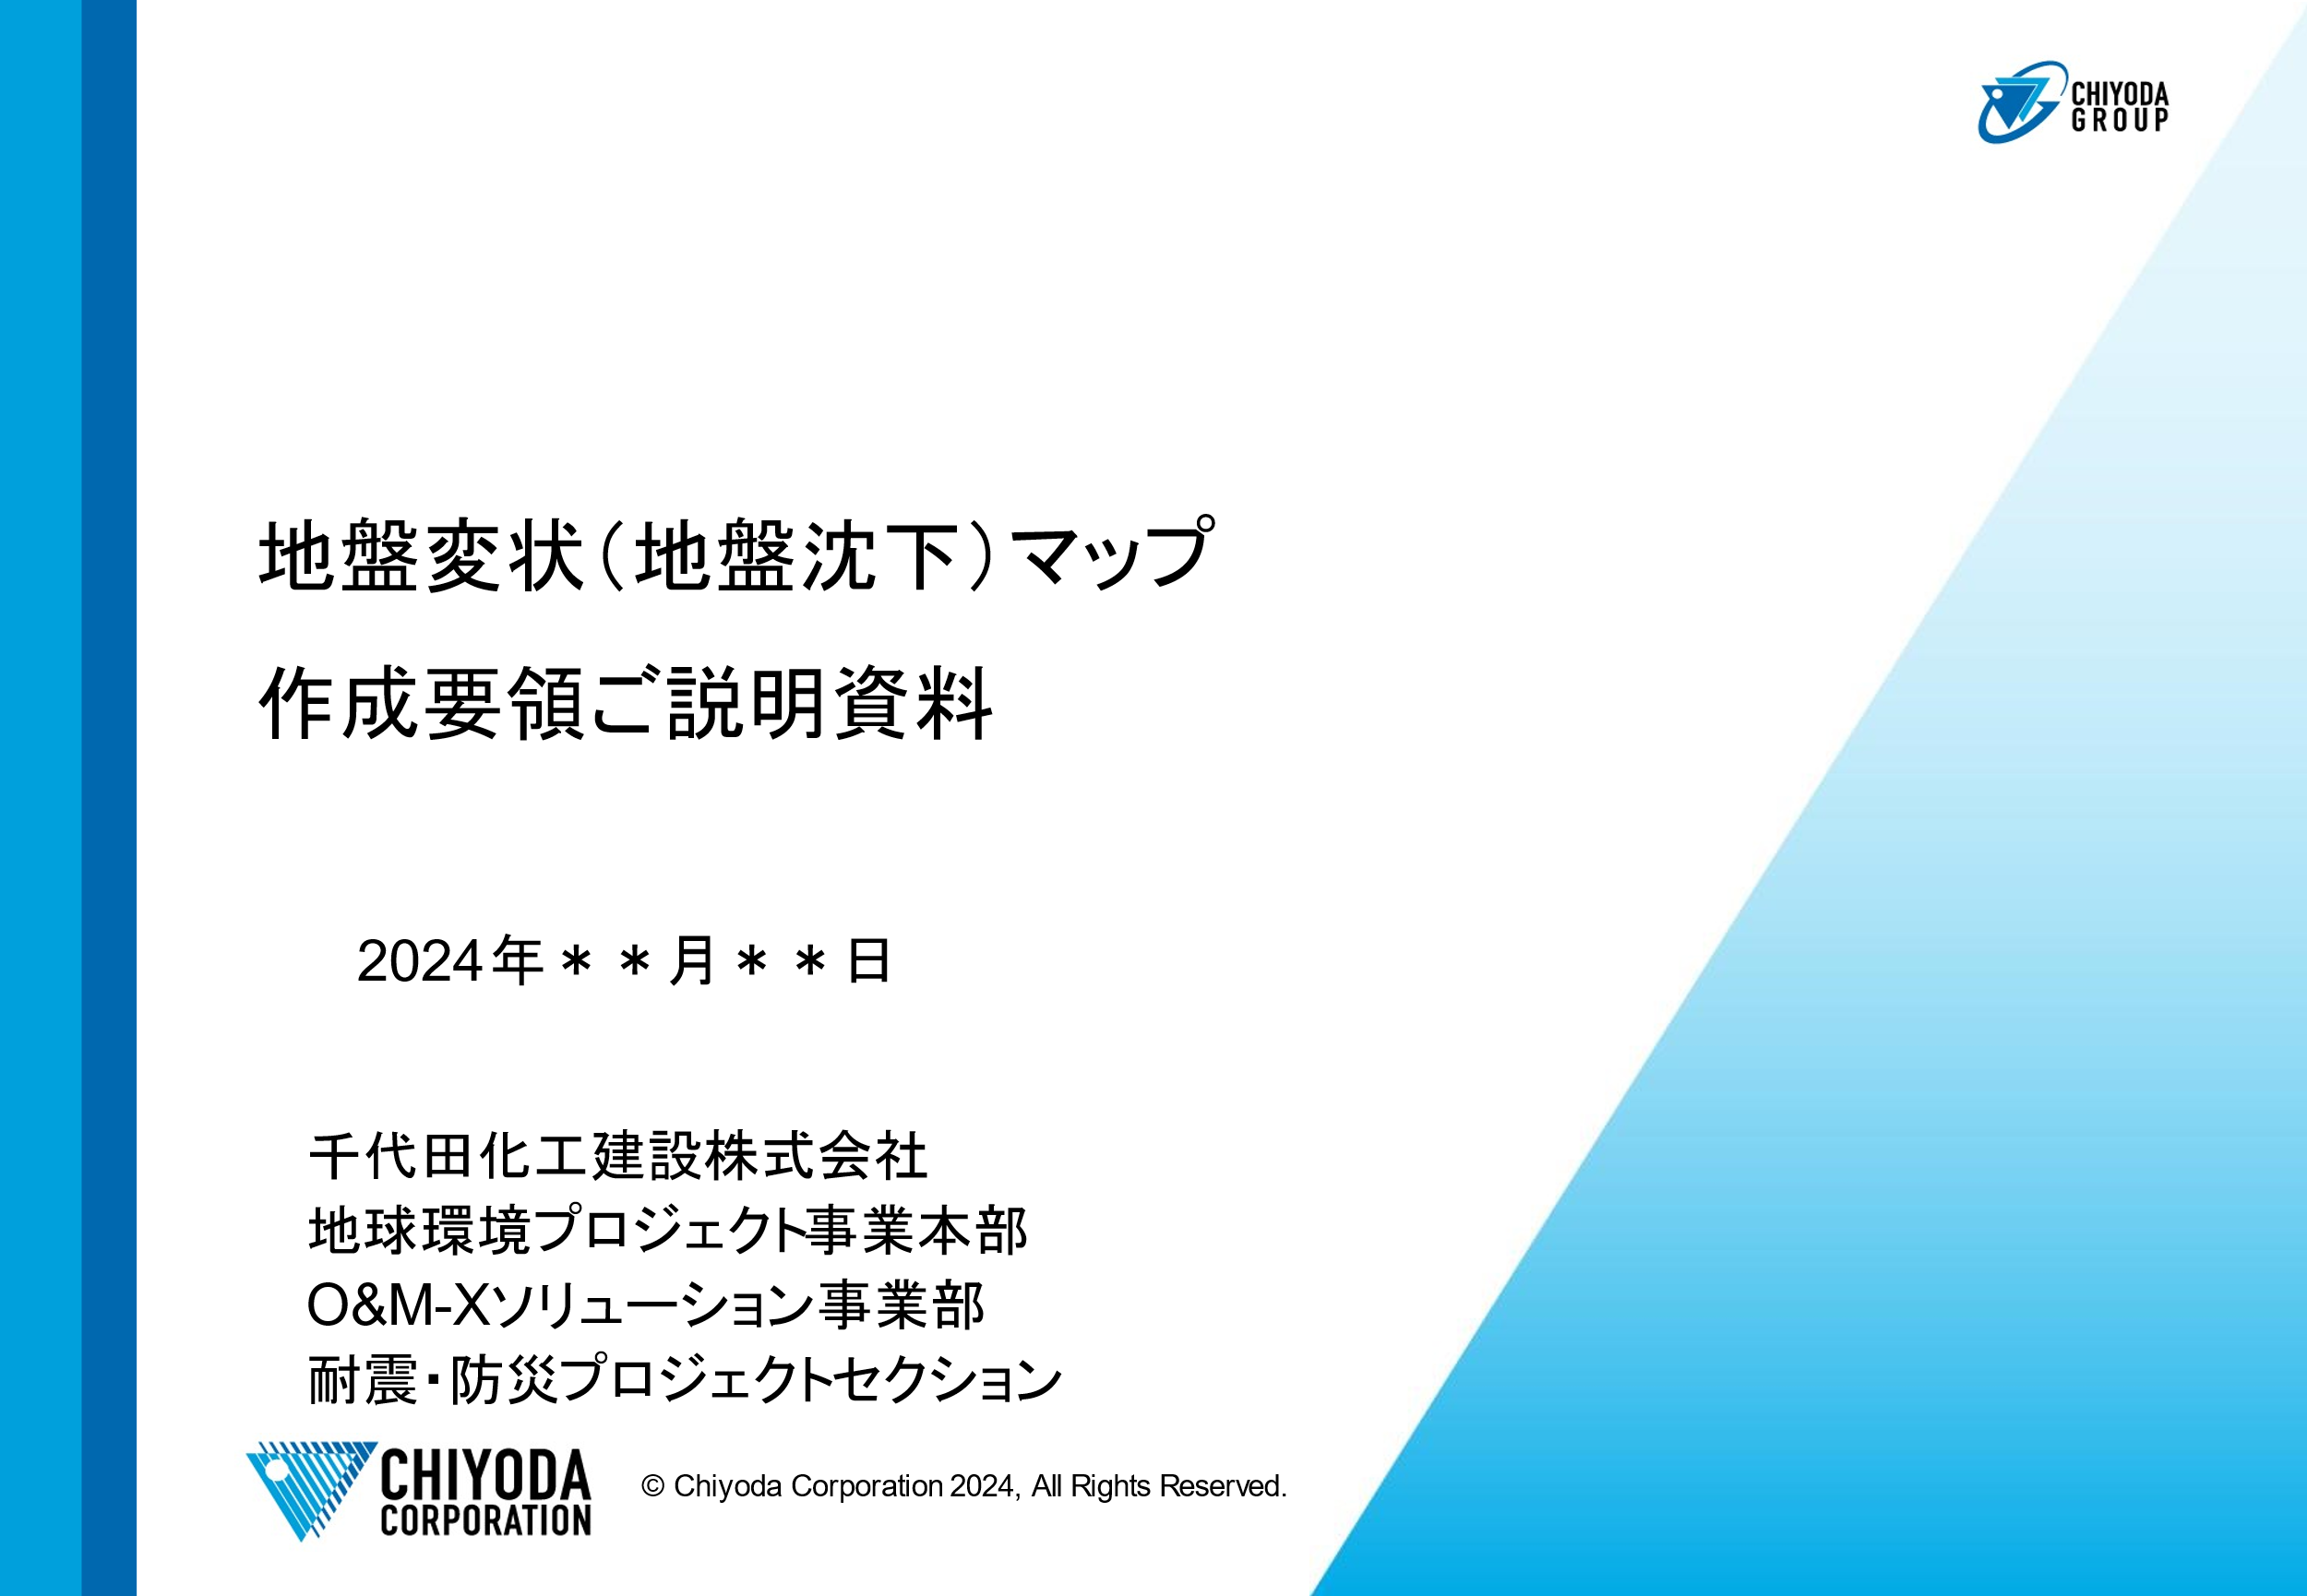 CHIYODA
GROUP
地盤変状（地盤沈下）マップ
作成要領ご説明資料
2024年＊＊月＊＊日
千代田化工建設株式会社
地球環境プロジェクト事業本部
O&M-Xソリューション事業部
耐震・防災プロジェクトセクション
CHIYODA
CORPORATION
© Chiyoda Corporation 2024, All Rights Reserved.